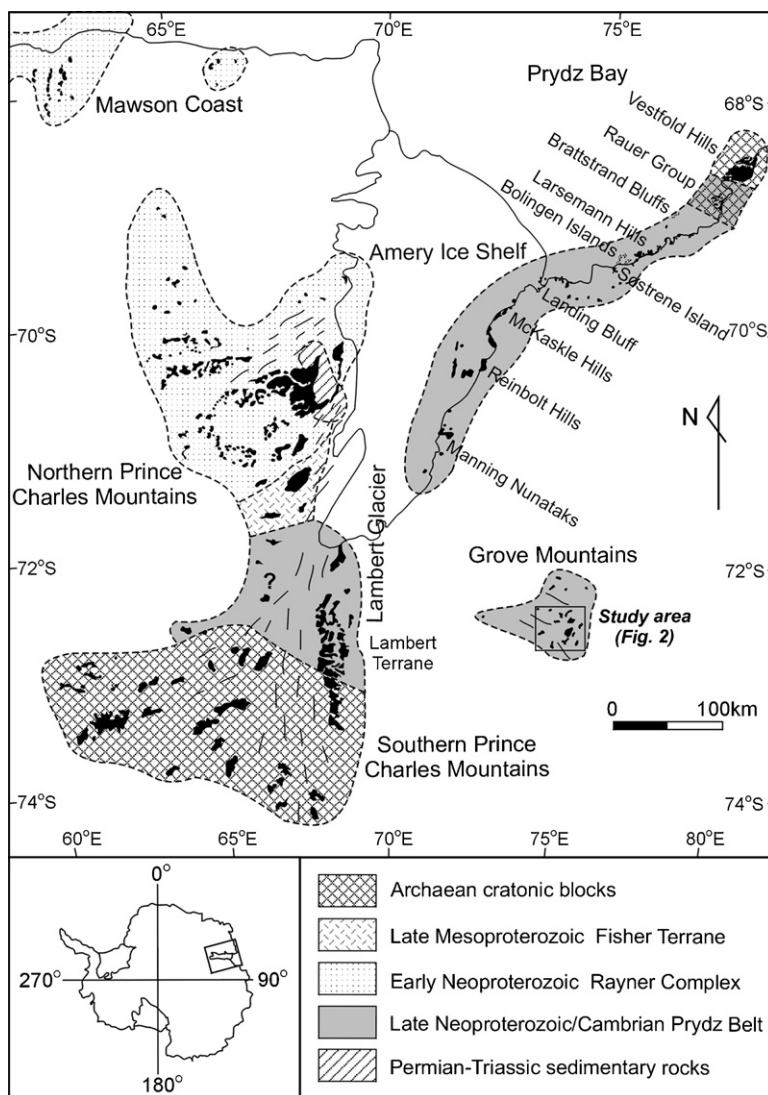 65°E
70°E
75°E
Prydz Bay
68°S
Mawson Coast
Vestfold Hills
Rauer Group
Brattstrand Bluffs
Larsemann Hills
Bolingen Islands
Amery Ice Shelf
Søstrene Island
70°S
70°S
Landing Bluff
McKaskle Hills
Reinbolt Hills
N
Manning Nunataks
Northern Prince
Charles Mountains
Lambert Glacier
72°S
72°S
?
Grove Mountains
Study area
(Fig. 2)
Lambert
Terrane
0
100km
Southern Prince
Charles Mountains
74°S
74°S
60°E
65°E
70°E
75°E
80°E
0°
270°
90°
180°
Archaean cratonic blocks
Late Mesoproterozoic Fisher Terrane
Early Neoproterozoic Rayner Complex
Late Neoproterozoic/Cambrian Prydz Belt
Permian-Triassic sedimentary rocks